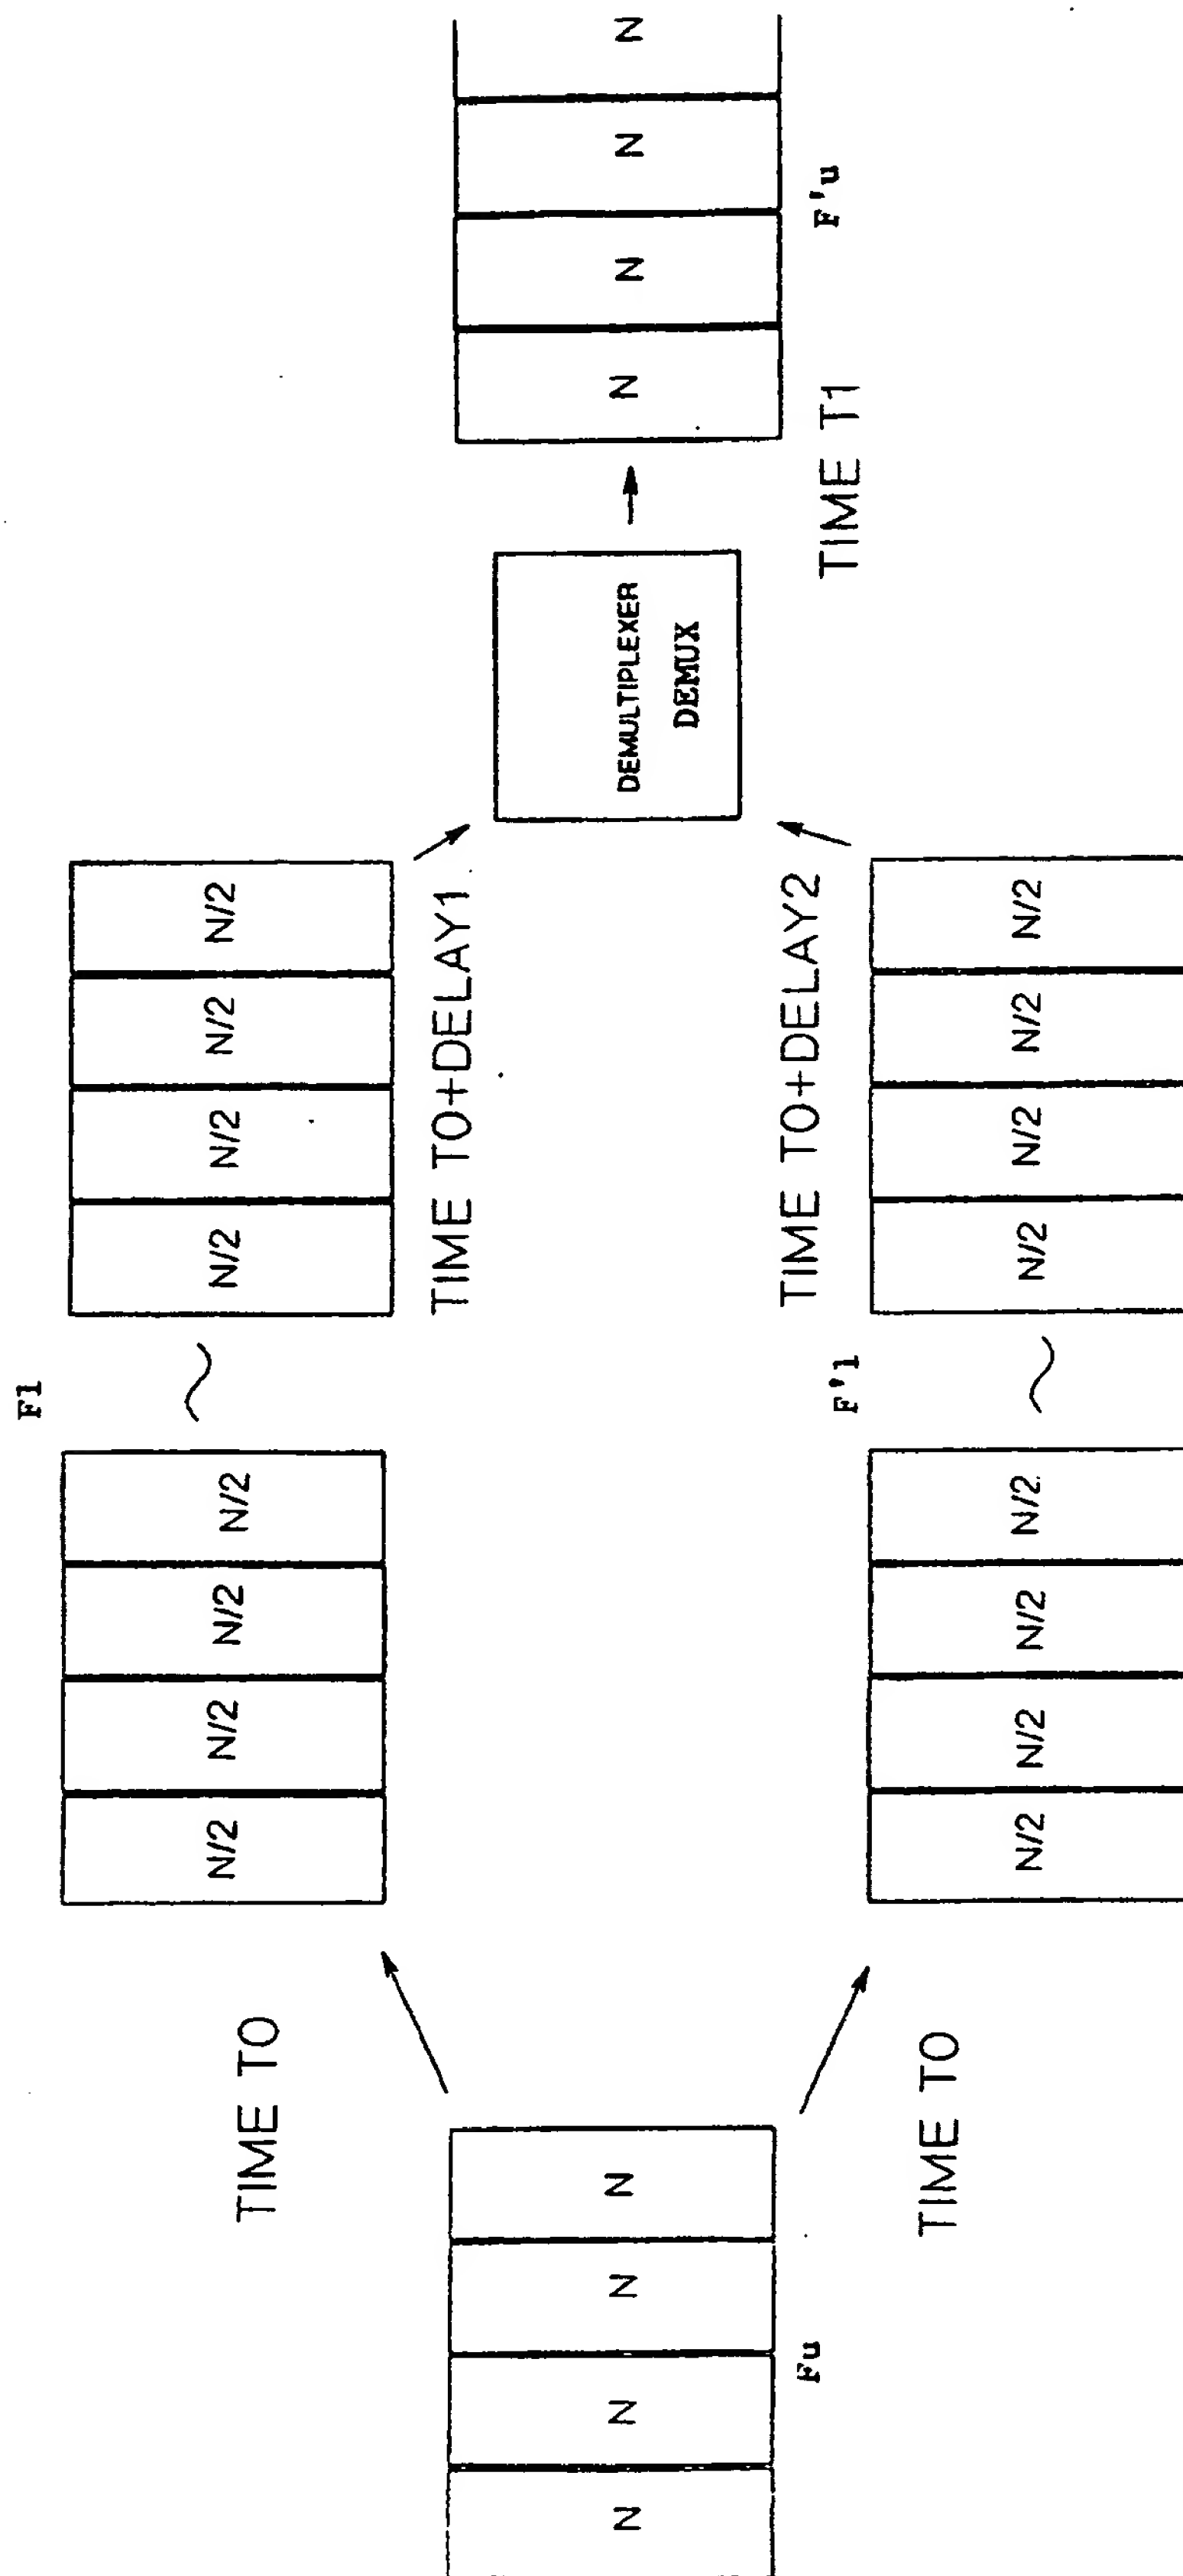 F1
N/2 N/2 N/2 N/2 N/2 N/2 N/2 N/2
TIME TO
TIME TO+DELAY1
N N N N
DEMULTIPLEXER
DEMUX
N N N N
Fu
TIME TO+DELAY2
TIME T1
F'u
F'1
TIME TO
N/2 N/2 N/2 N/2 N/2 N/2 N/2 N/2